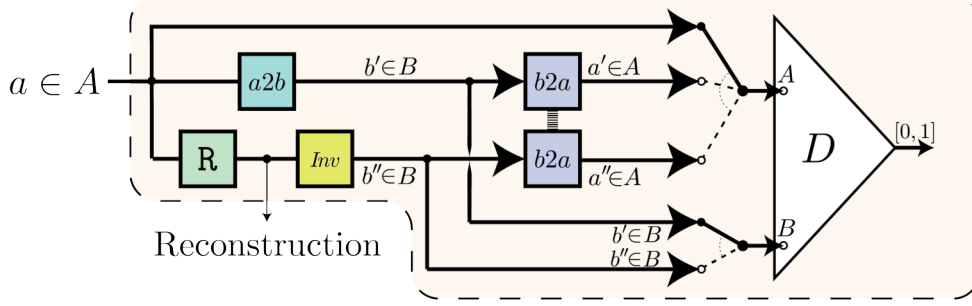 a ∈ A
a2b
b′∈B
b2a
a′∈A
A
R
Inv
b″∈B
b2a
a″∈A
D
[0, 1]
Reconstruction
b′∈B
b″∈B
B